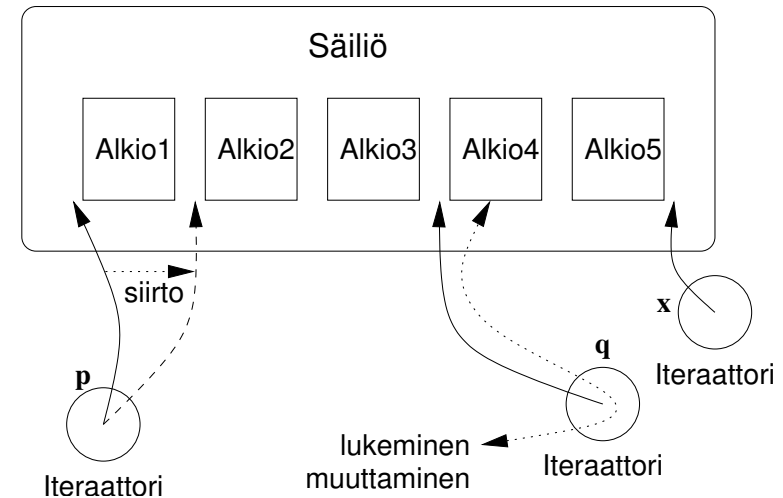 Säiliö
Alkio1
Alkio2
Alkio3
Alkio4
Alkio5
siirto
p
Iteraattori
q
Iteraattori
lukeminen
muuttaminen
x
Iteraattori